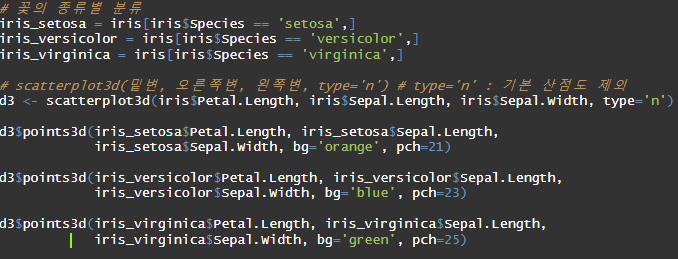 # 꽃의 종류별 분류
iris_setosa = iris[iris$Species == 'setosa',]
iris_versicolor = iris[iris$Species == 'versicolor',]
iris_virginica = iris[iris$Species == 'virginica',]
# scatterplot3d(밑변, 오른쪽변, 왼쪽변, type='n') # type='n' : 기본 산점도 제외
d3 <- scatterplot3d(iris$Petal.Length, iris$Sepal.Length, iris$Sepal.Width, type='n')
d3$points3d(iris_setosa$Petal.Length, iris_setosa$Sepal.Length,
iris_setosa$Sepal.Width, bg='orange', pch=21)
d3$points3d(iris_versicolor$Petal.Length, iris_versicolor$Sepal.Length,
iris_versicolor$Sepal.Width, bg='blue', pch=23)
d3$points3d(iris_virginica$Petal.Length, iris_virginica$Sepal.Length,
iris_virginica$Sepal.Width, bg='green', pch=25)